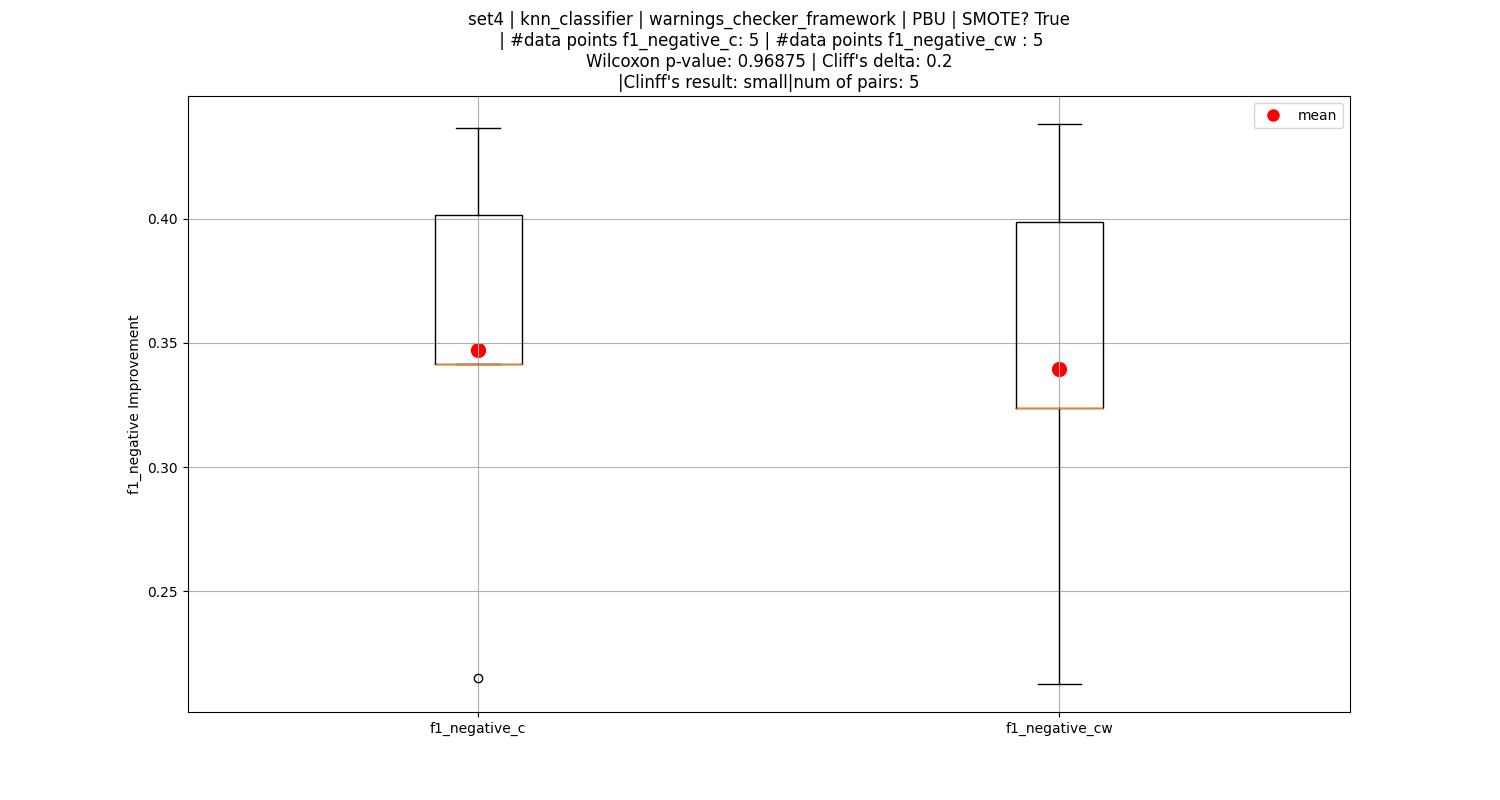 set4 | knn_classifier | warnings_checker_framework | PBU | SMOTE? True
| #data points f1_negative_c: 5 | #data points f1_negative_cw : 5
Wilcoxon p-value: 0.96875 | Cliff's delta: 0.2
|Clinff's result: small|num of pairs: 5
mean
0.40
0.35
0.30
0.25
f1_negative Improvement
f1_negative_c
f1_negative_cw